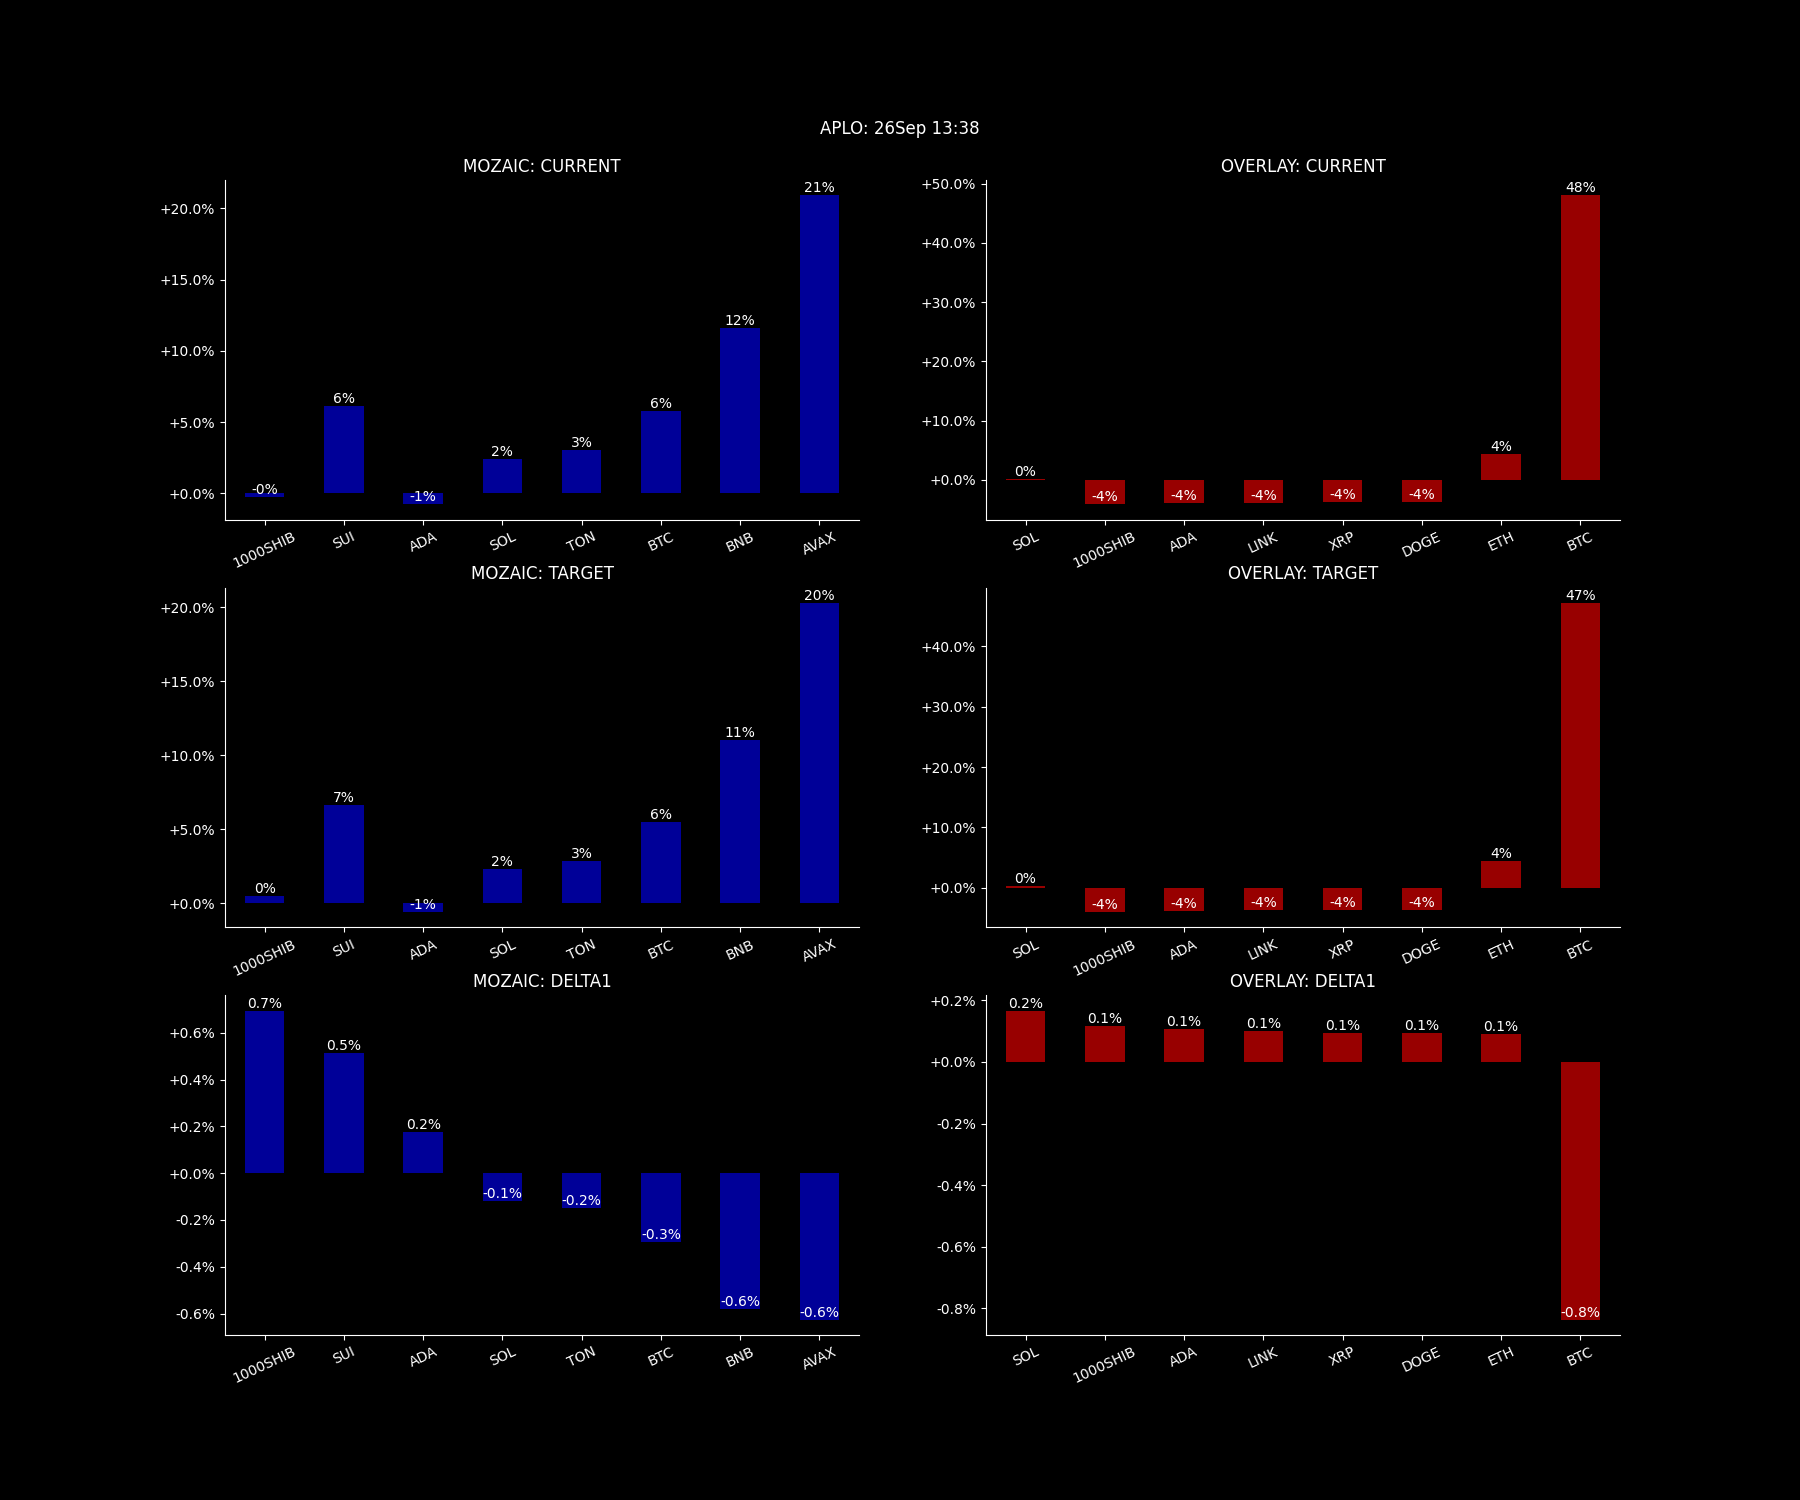 APLO: 26Sep 13:38
MOZAIC: CURRENT
+20.0%
+15.0%
+10.0%
+5.0%
+0.0%
-0%
6%
-1%
2%
3%
6%
12%
21%
1000SHIB
SUI
ADA
SOL
TON
BTC
BNB
AVAX
OVERLAY: CURRENT
+50.0%
+40.0%
+30.0%
+20.0%
+10.0%
+0.0%
0%
-4%
-4%
-4%
-4%
-4%
4%
48%
SOL
1000SHIB
ADA
LINK
XRP
DOGE
ETH
BTC
MOZAIC: TARGET
+20.0%
+15.0%
+10.0%
+5.0%
+0.0%
0%
7%
-1%
2%
3%
6%
11%
20%
1000SHIB
SUI
ADA
SOL
TON
BTC
BNB
AVAX
OVERLAY: TARGET
+40.0%
+30.0%
+20.0%
+10.0%
+0.0%
0%
-4%
-4%
-4%
-4%
-4%
4%
47%
SOL
1000SHIB
ADA
LINK
XRP
DOGE
ETH
BTC
MOZAIC: DELTA1
+0.6%
+0.4%
+0.2%
+0.0%
-0.2%
-0.4%
-0.6%
0.7%
0.5%
0.2%
-0.1%
-0.2%
-0.3%
-0.6%
-0.6%
1000SHIB
SUI
ADA
SOL
TON
BTC
BNB
AVAX
OVERLAY: DELTA1
+0.2%
+0.0%
-0.2%
-0.4%
-0.6%
-0.8%
0.2%
0.1%
0.1%
0.1%
0.1%
0.1%
0.1%
-0.8%
SOL
1000SHIB
ADA
LINK
XRP
DOGE
ETH
BTC